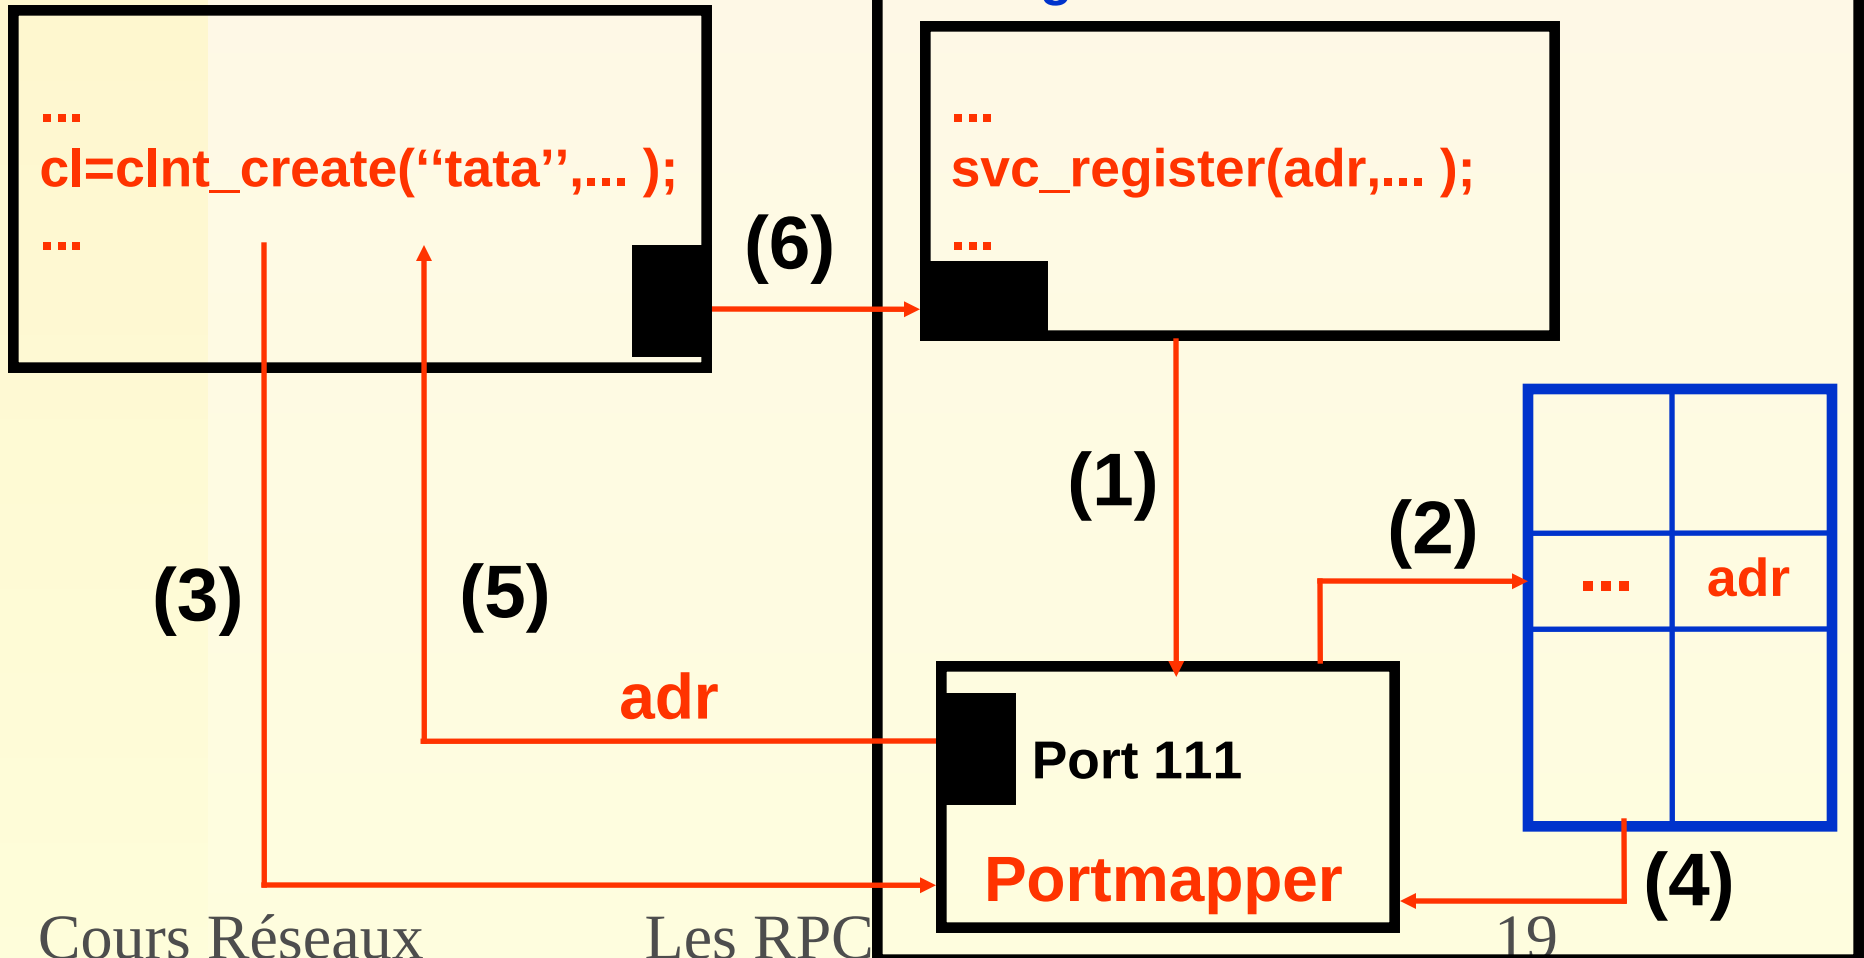 ...
cl=clnt_create(‘‘tata’’,... );
...
(6)
...
svc_register(adr,... );
...
(1)
(2)
... adr
(3)
(5)
adr
Port 111
Portmapper
(4)
Cours Réseaux
Les RPC
19